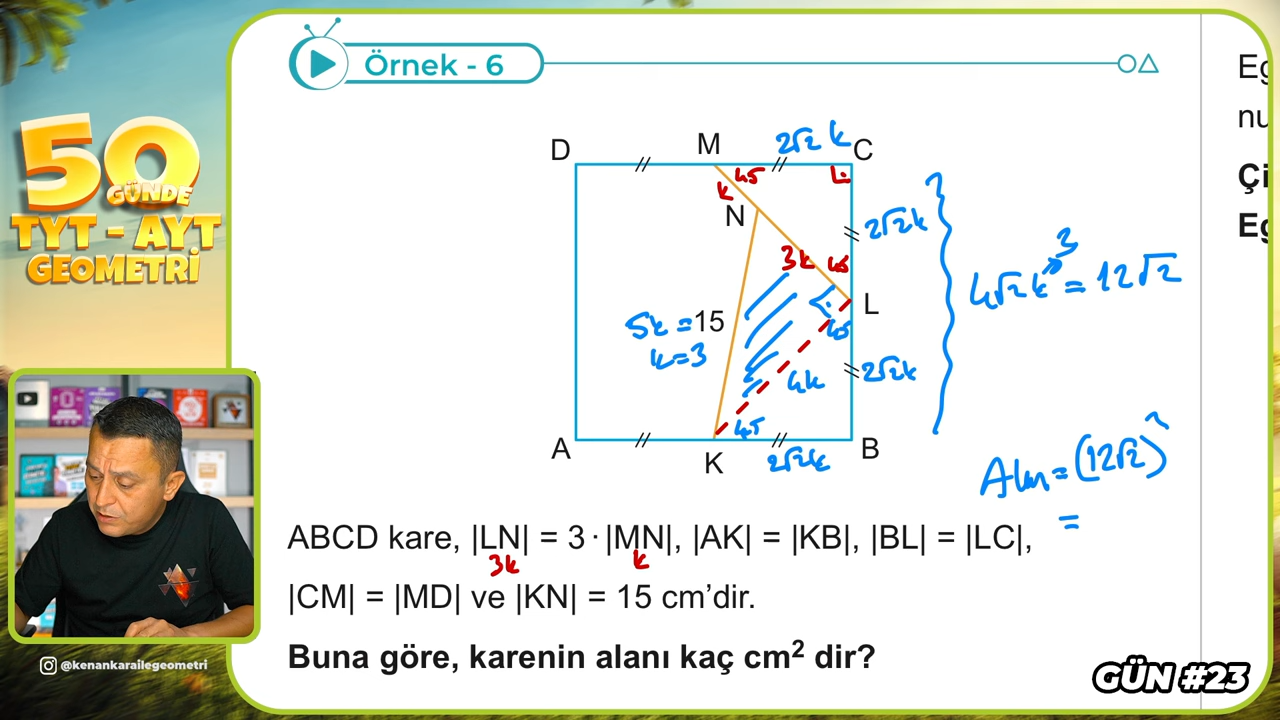 50
GÜNDE
TYT - AYT
GEOMETRİ
Örnek - 6
D M 2√2 k C
45
k
N
2√2k
3k 45
L
45
5k = 15
k = 3
2√2k
4k
45
A K 2√2k B
4√2k = 12√2
3
Alan = (12√2)²
=
ABCD kare, |LN| = 3 · |MN|, |AK| = |KB|, |BL| = |LC|,
3k k
|CM| = |MD| ve |KN| = 15 cm'dir.
Buna göre, karenin alanı kaç cm² dir?
Eg
nu
Çi
Eg
@kenankarailegeometri
GÜN #23